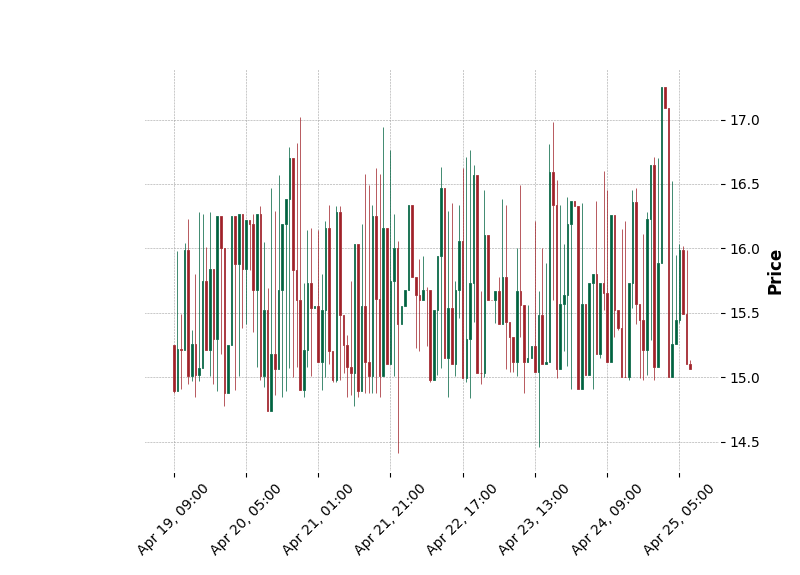 17.0
16.5
16.0
15.5
15.0
14.5
Price
Apr 19, 09:00
Apr 20, 05:00
Apr 21, 01:00
Apr 21, 21:00
Apr 22, 17:00
Apr 23, 13:00
Apr 24, 09:00
Apr 25, 05:00